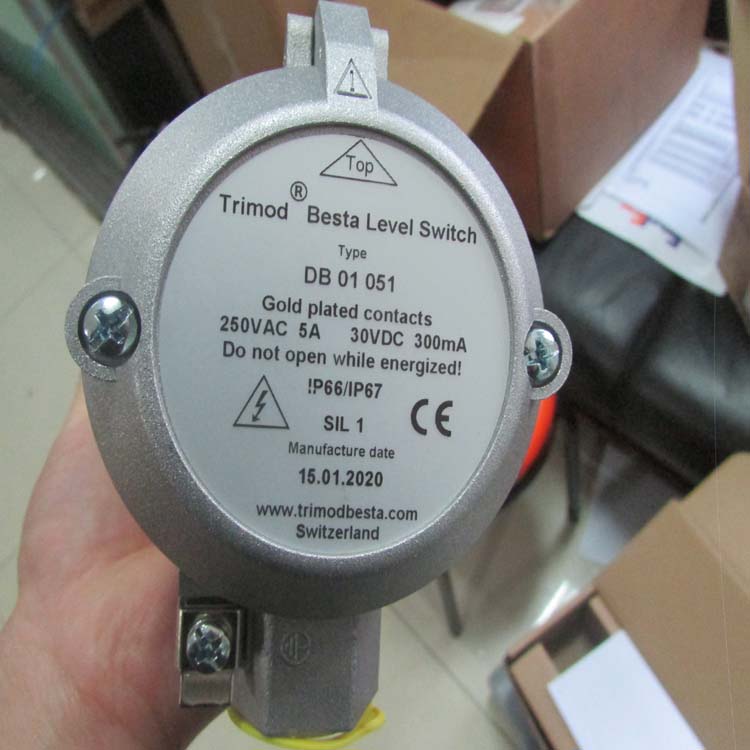 Top
Trimod® Besta Level Switch
Type
DB 01 051
Gold plated contacts
250VAC 5A 30VDC 300mA
Do not open while energized!
IP66/IP67
SIL 1
CE
Manufacture date
15.01.2020
www.trimodbesta.com
Switzerland